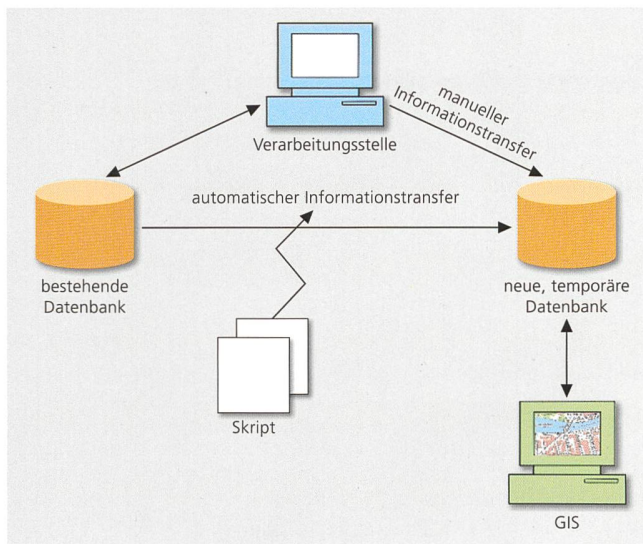 Verarbeitungsstelle
manueller
Informationstransfer
automatischer Informationstransfer
bestehende
Datenbank
neue, temporäre
Datenbank
Skript
GIS